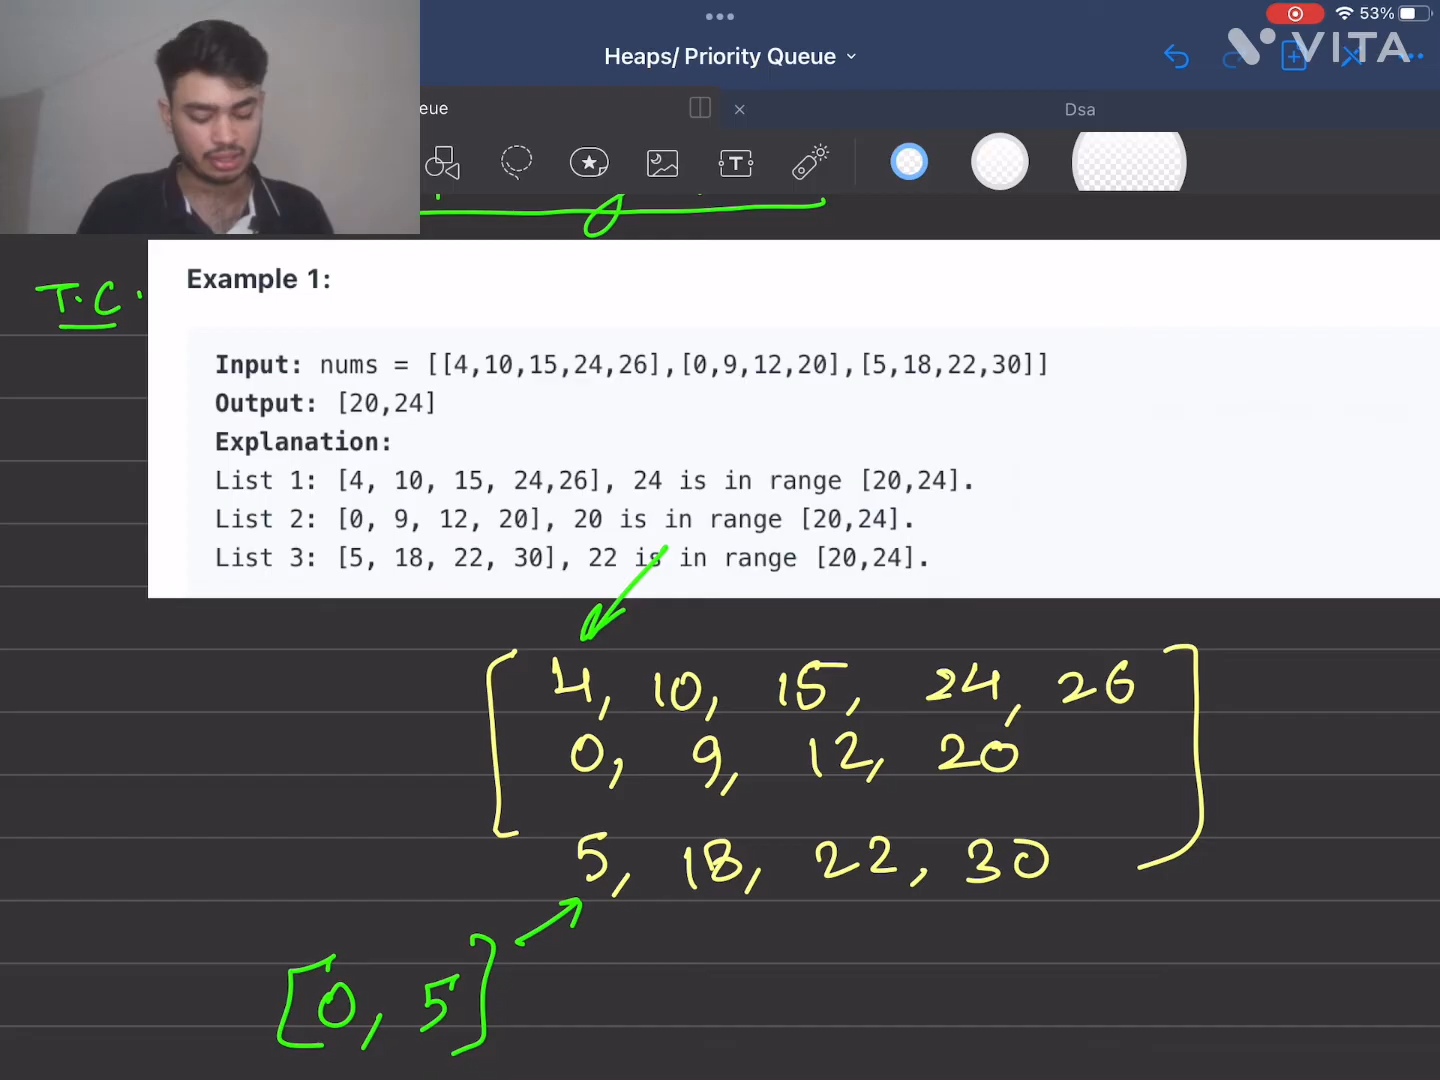 53%
Heaps/ Priority Queue
VITA
eue
Dsa
T
T.C.
Example 1:
Input: nums = [[4,10,15,24,26],[0,9,12,20],[5,18,22,30]]
Output: [20,24]
Explanation:
List 1: [4, 10, 15, 24,26], 24 is in range [20,24].
List 2: [0, 9, 12, 20], 20 is in range [20,24].
List 3: [5, 18, 22, 30], 22 is in range [20,24].
[ 4, 10, 15, 24, 26
0, 9, 12, 20
5, 18, 22, 30 ]
[0, 5]